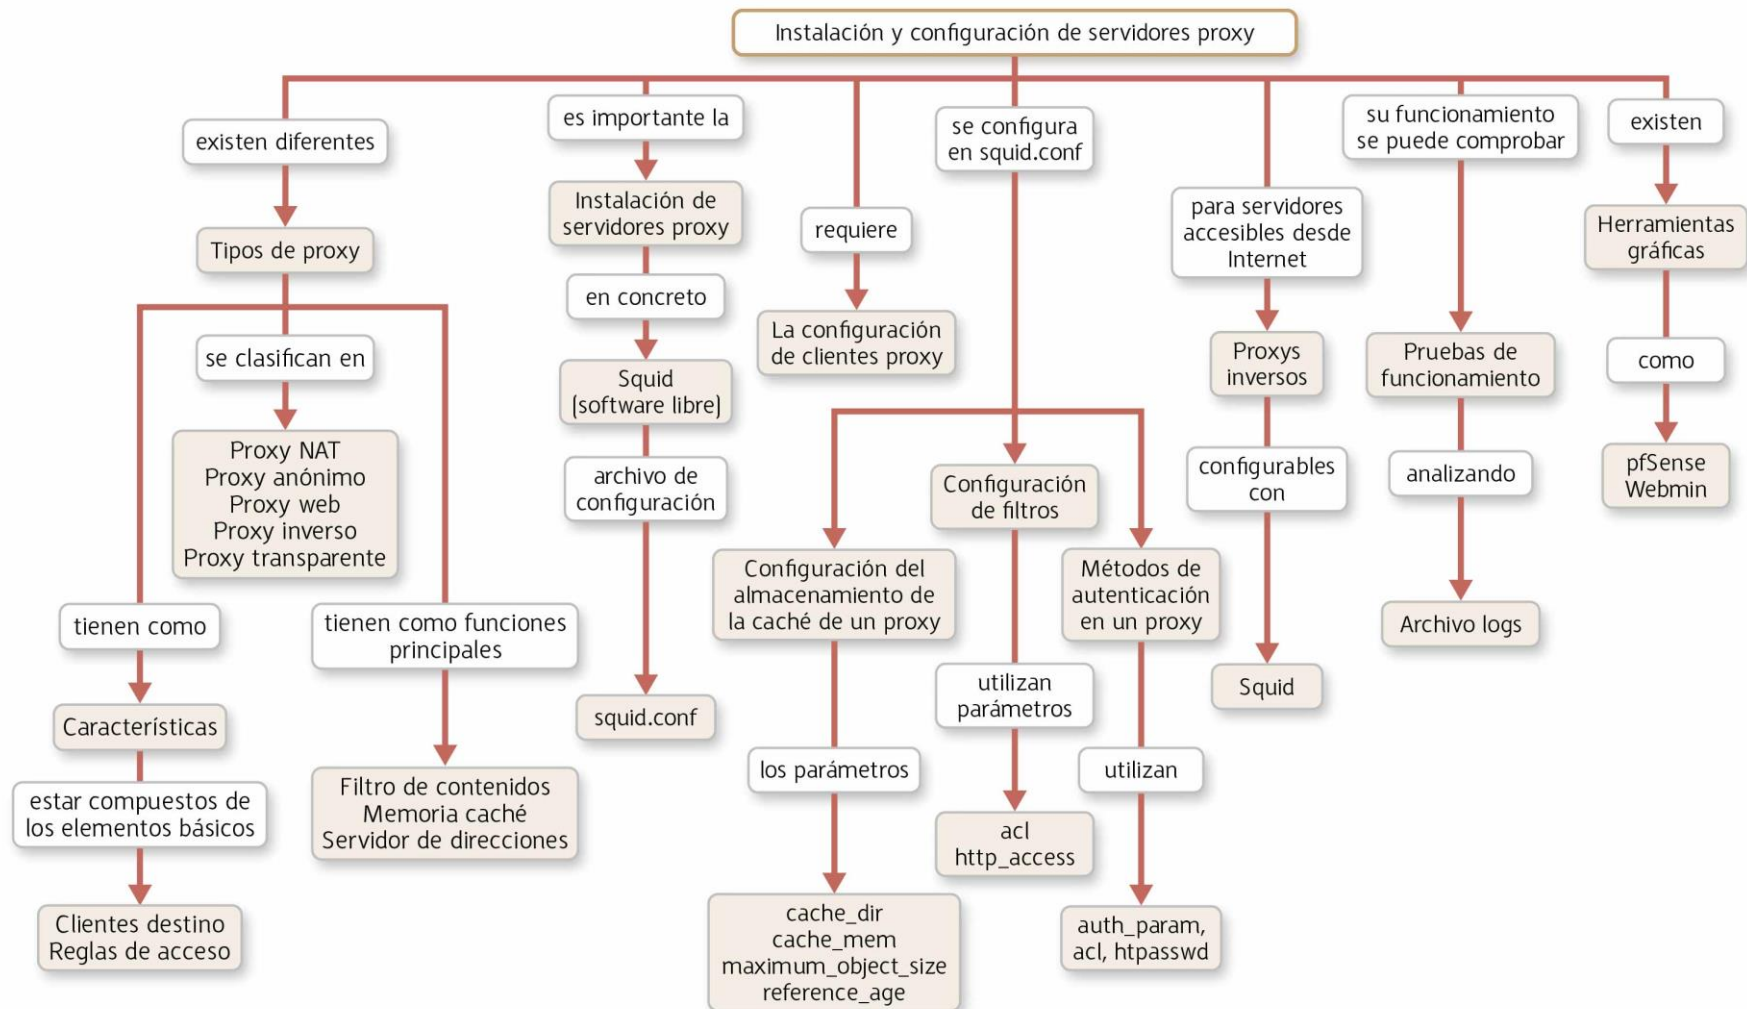 Instalación y configuración de servidores proxy
existen diferentes
Tipos de proxy
se clasifican en
Proxy NAT
Proxy anónimo
Proxy web
Proxy inverso
Proxy transparente
tienen como
Características
estar compuestos de
los elementos básicos
Clientes destino
Reglas de acceso
tienen como funciones
principales
Filtro de contenidos
Memoria caché
Servidor de direcciones
es importante la
Instalación de
servidores proxy
en concreto
Squid
(software libre)
archivo de
configuración
squid.conf
requiere
La configuración
de clientes proxy
se configura
en squid.conf
Configuración del
almacenamiento de
la caché de un proxy
los parámetros
cache_dir
cache_mem
maximum_object_size
reference_age
Configuración
de filtros
utilizan
parámetros
acl
http_access
Métodos de
autenticación
en un proxy
utilizan
auth_param,
acl, htpasswd
para servidores
accesibles desde
Internet
Proxys
inversos
configurables
con
Squid
su funcionamiento
se puede comprobar
Pruebas de
funcionamiento
analizando
Archivo logs
existen
Herramientas
gráficas
como
pfSense
Webmin